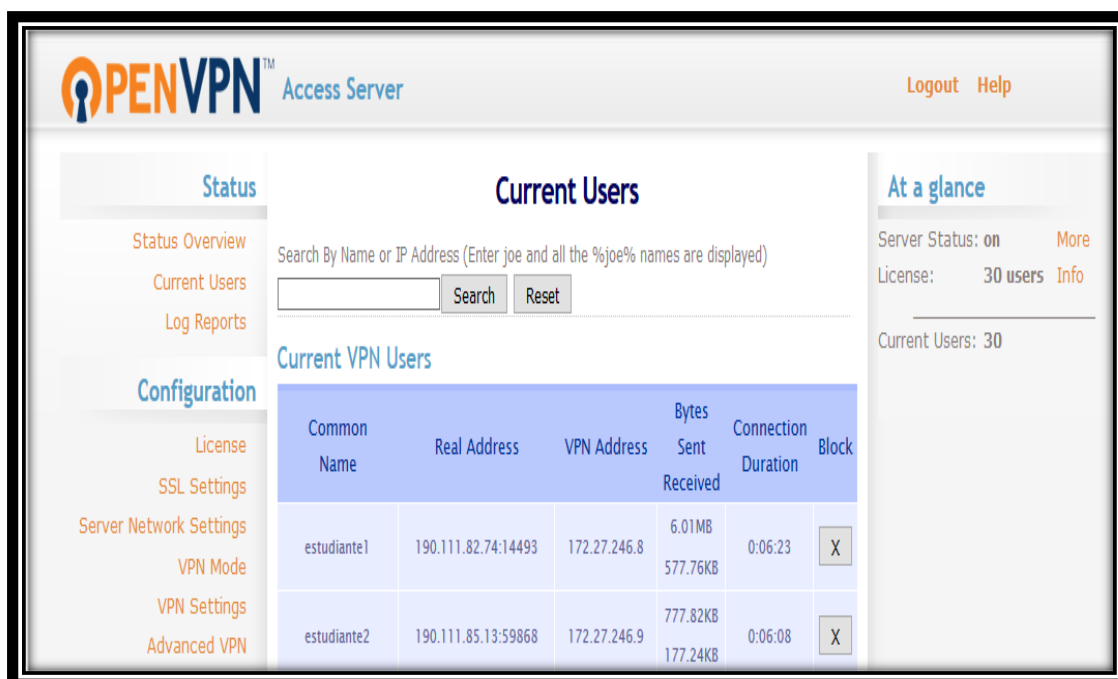 OPENVPN™ Access Server
Logout Help
Status
Status Overview
Current Users
Log Reports
Configuration
License
SSL Settings
Server Network Settings
VPN Mode
VPN Settings
Advanced VPN
Current Users
Search By Name or IP Address (Enter joe and all the %joe% names are displayed)
Search Reset
Current VPN Users
Common Name Real Address VPN Address Bytes Sent Received Connection Duration Block
estudiante1 190.111.82.74:14493 172.27.246.8 6.01MB 577.76KB 0:06:23 X
estudiante2 190.111.85.13:59868 172.27.246.9 777.82KB 177.24KB 0:06:08 X
At a glance
Server Status: on More
License: 30 users Info
Current Users: 30